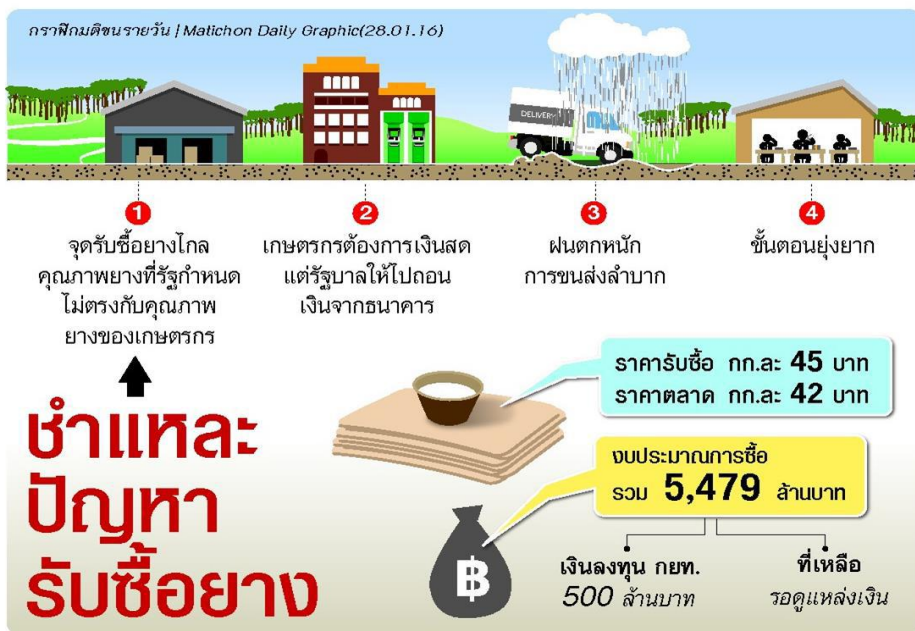 กราฟิกมติชนรายวัน | Matichon Daily Graphic(28.01.16)
DELIVERY
1
จุดรับซื้อยางไกล
คุณภาพยางที่รัฐกำหนด
ไม่ตรงกับคุณภาพ
ยางของเกษตรกร
2
เกษตรกรต้องการเงินสด
แต่รัฐบาลให้ไปถอน
เงินจากธนาคาร
3
ฝนตกหนัก
การขนส่งลำบาก
4
ขั้นตอนยุ่งยาก
ชำแหละ
ปัญหา
รับซื้อยาง
ราคารับซื้อ กก.ละ 45 บาท
ราคาตลาด กก.ละ 42 บาท
งบประมาณการซื้อ
รวม 5,479 ล้านบาท
฿
เงินลงทุน กยท.
500 ล้านบาท
ที่เหลือ
รอดูแหล่งเงิน